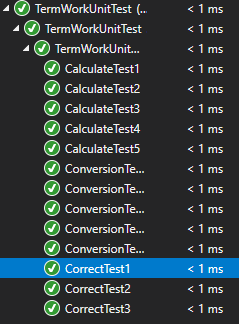 TermWorkUnitTest (... < 1 ms
TermWorkUnitTest < 1 ms
TermWorkUnit... < 1 ms
CalculateTest1 < 1 ms
CalculateTest2 < 1 ms
CalculateTest3 < 1 ms
CalculateTest4 < 1 ms
CalculateTest5 < 1 ms
ConversionTe... < 1 ms
ConversionTe... < 1 ms
ConversionTe... < 1 ms
ConversionTe... < 1 ms
ConversionTe... < 1 ms
CorrectTest1 < 1 ms
CorrectTest2 < 1 ms
CorrectTest3 < 1 ms